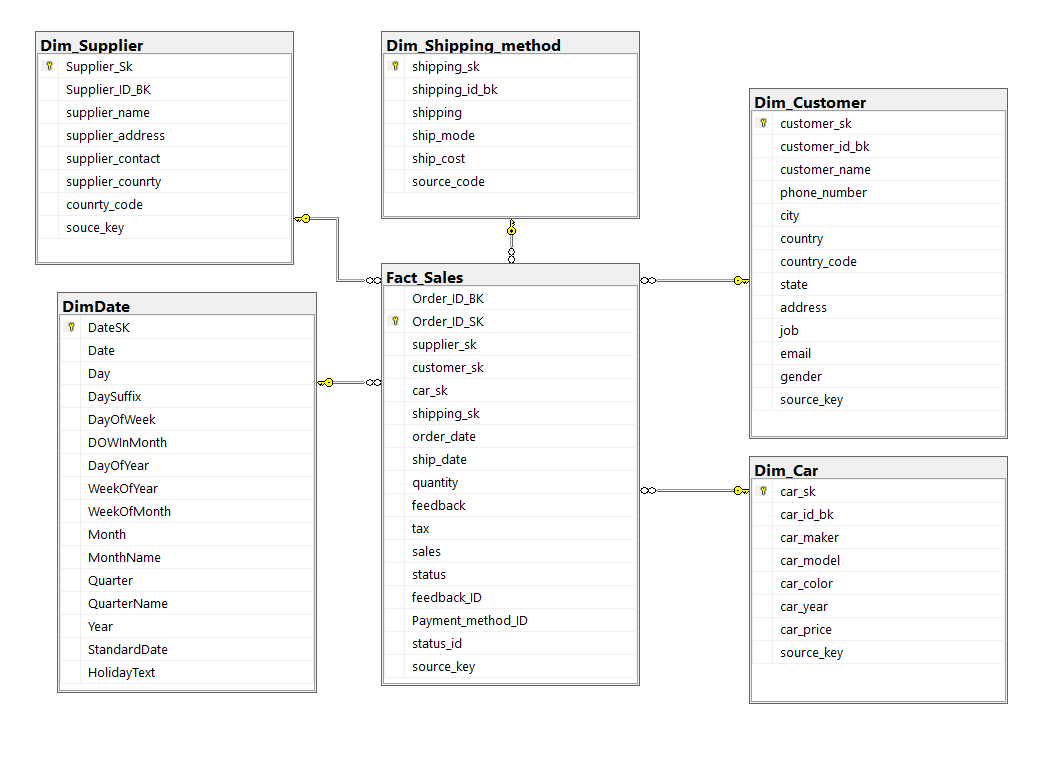 Dim_Supplier
Supplier_Sk
Supplier_ID_BK
supplier_name
supplier_address
supplier_contact
supplier_counrty
counrty_code
souce_key
Dim_Shipping_method
shipping_sk
shipping_id_bk
shipping
ship_mode
ship_cost
source_code
Dim_Customer
customer_sk
customer_id_bk
customer_name
phone_number
city
country
country_code
state
address
job
email
gender
source_key
DimDate
DateSK
Date
Day
DaySuffix
DayOfWeek
DOWInMonth
DayOfYear
WeekOfYear
WeekOfMonth
Month
MonthName
Quarter
QuarterName
Year
StandardDate
HolidayText
Fact_Sales
Order_ID_BK
Order_ID_SK
supplier_sk
customer_sk
car_sk
shipping_sk
order_date
ship_date
quantity
feedback
tax
sales
status
feedback_ID
Payment_method_ID
status_id
source_key
Dim_Car
car_sk
car_id_bk
car_maker
car_model
car_color
car_year
car_price
source_key